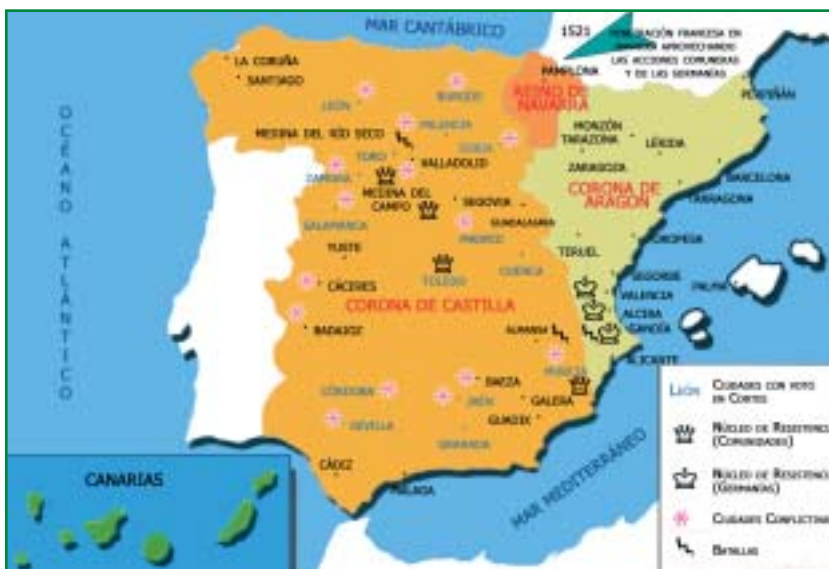 MAR CANTÁBRICO
1521
PENETRACIÓN FRANCESA EN
NAVARRA APROVECHANDO
LAS ACCIONES COMUNERAS
Y DE LAS GERMANÍAS
LA CORUÑA
SANTIAGO
PAMPLONA
PERPIÑÁN
REINO DE
NAVARRA
LEÓN
BURGOS
PALENCIA
MEDINA DEL RÍO SECO
SORIA
MONZÓN
TARAZONA
LÉRIDA
TORO
VALLADOLID
ZARAGOZA
BARCELONA
ZAMORA
MEDINA DEL
CAMPO
SEGOVIA
CORONA DE
ARAGÓN
TARRAGONA
SALAMANCA
GUADALAJARA
MADRID
TERUEL
OROPESA
YUSTE
TOLEDO
CUENCA
SEGORBE
CÁCERES
VALENCIA
PALMA
CORONA DE CASTILLA
ALCIRA
BADAJOZ
ALMANSA
GANDÍA
MURCIA
ALICANTE
CÓRDOBA
BAEZA
JAÉN
GALERA
SEVILLA
GUADIX
GRANADA
CÁDIZ
MÁLAGA
OCÉANO ATLÁNTICO
MAR MEDITERRÁNEO
CANARIAS
LEÓN
CIUDADES CON VOTO
EN CORTES
NÚCLEO DE RESISTENC
(COMUNIDADES)
NÚCLEO DE RESISTENC
(GERMANÍAS)
CIUDADES CONFLICTIVAS
BATALLAS